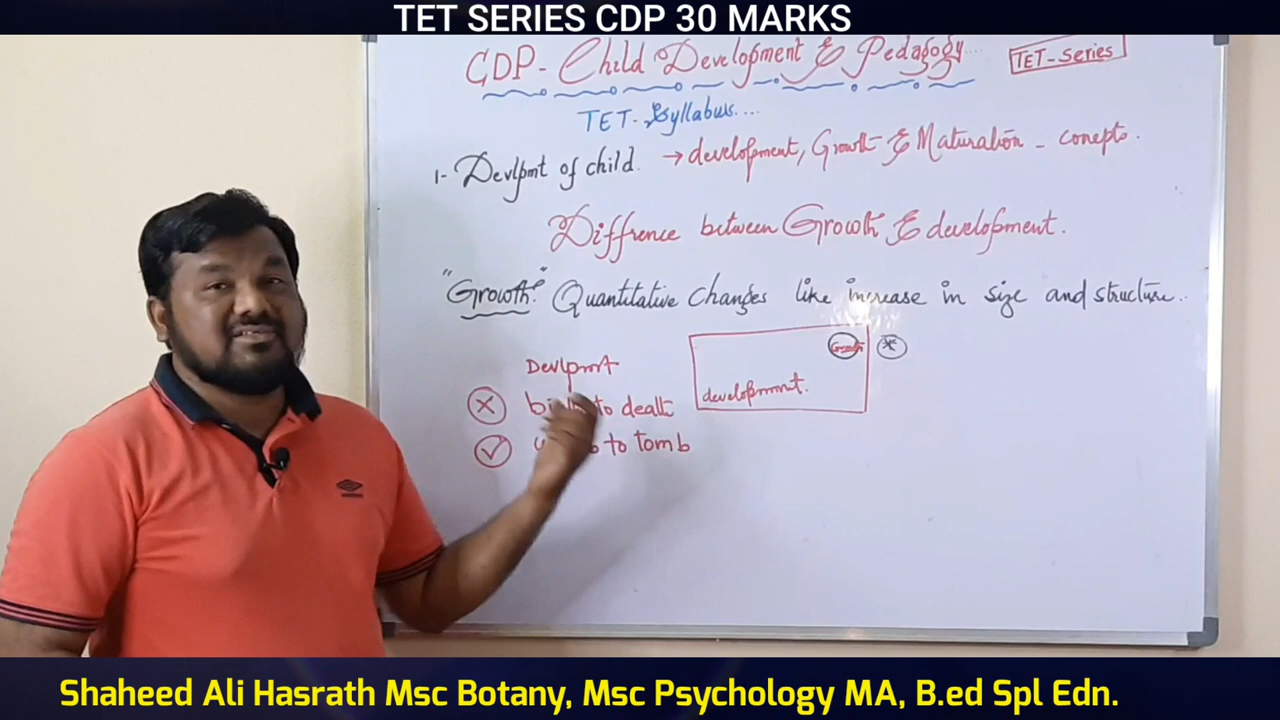 TET SERIES CDP 30 MARKS
CDP - Child Development & Pedagogy....
TET-Series
TET- Syllabus....
1- Devlpmt of child. → development, Growth & Maturation - conepts.
Diffrence between Growth & development.
"Growth" Quantitative Changes like increase in size and structure..
Growth *
Devlpmt
development.
to death
to tomb
Shaheed Ali Hasrath Msc Botany, Msc Psychology MA, B.ed Spl Edn.